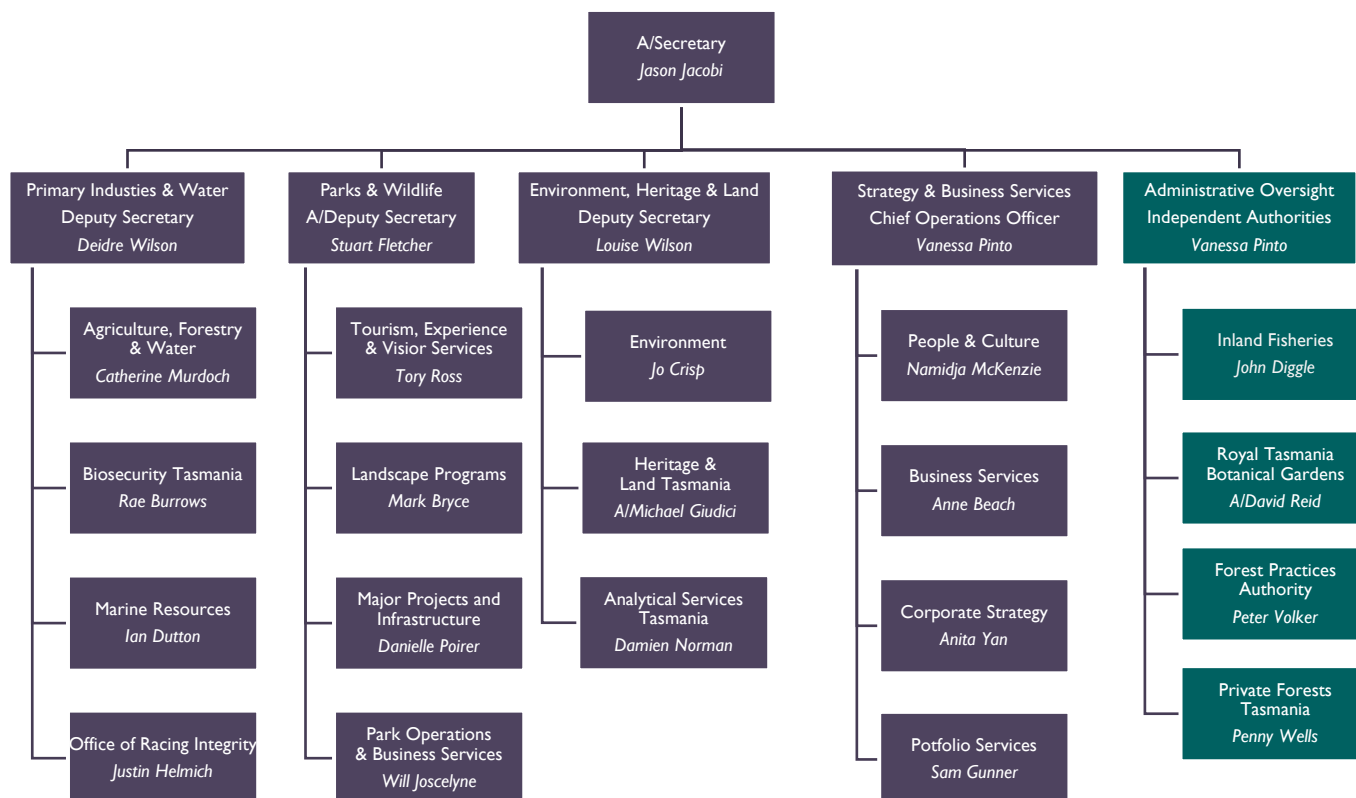 A/Secretary
Jason Jacobi
Primary Industies & Water
Deputy Secretary
Deidre Wilson
Parks & Wildlife
A/Deputy Secretary
Stuart Fletcher
Environment, Heritage & Land
Deputy Secretary
Louise Wilson
Strategy & Business Services
Chief Operations Officer
Vanessa Pinto
Administrative Oversight
Independent Authorities
Vanessa Pinto
Agriculture, Forestry
& Water
Catherine Murdoch
Tourism, Experience
& Visior Services
Tory Ross
Environment
Jo Crisp
People & Culture
Namidja McKenzie
Inland Fisheries
John Diggle
Biosecurity Tasmania
Rae Burrows
Landscape Programs
Mark Bryce
Heritage &
Land Tasmania
A/Michael Giudici
Business Services
Anne Beach
Royal Tasmania
Botanical Gardens
A/David Reid
Marine Resources
Ian Dutton
Major Projects and
Infrastructure
Danielle Poirer
Analytical Services
Tasmania
Damien Norman
Corporate Strategy
Anita Yan
Forest Practices
Authority
Peter Volker
Office of Racing Integrity
Justin Helmich
Park Operations
& Business Services
Will Joscelyne
Potfolio Services
Sam Gunner
Private Forests
Tasmania
Penny Wells